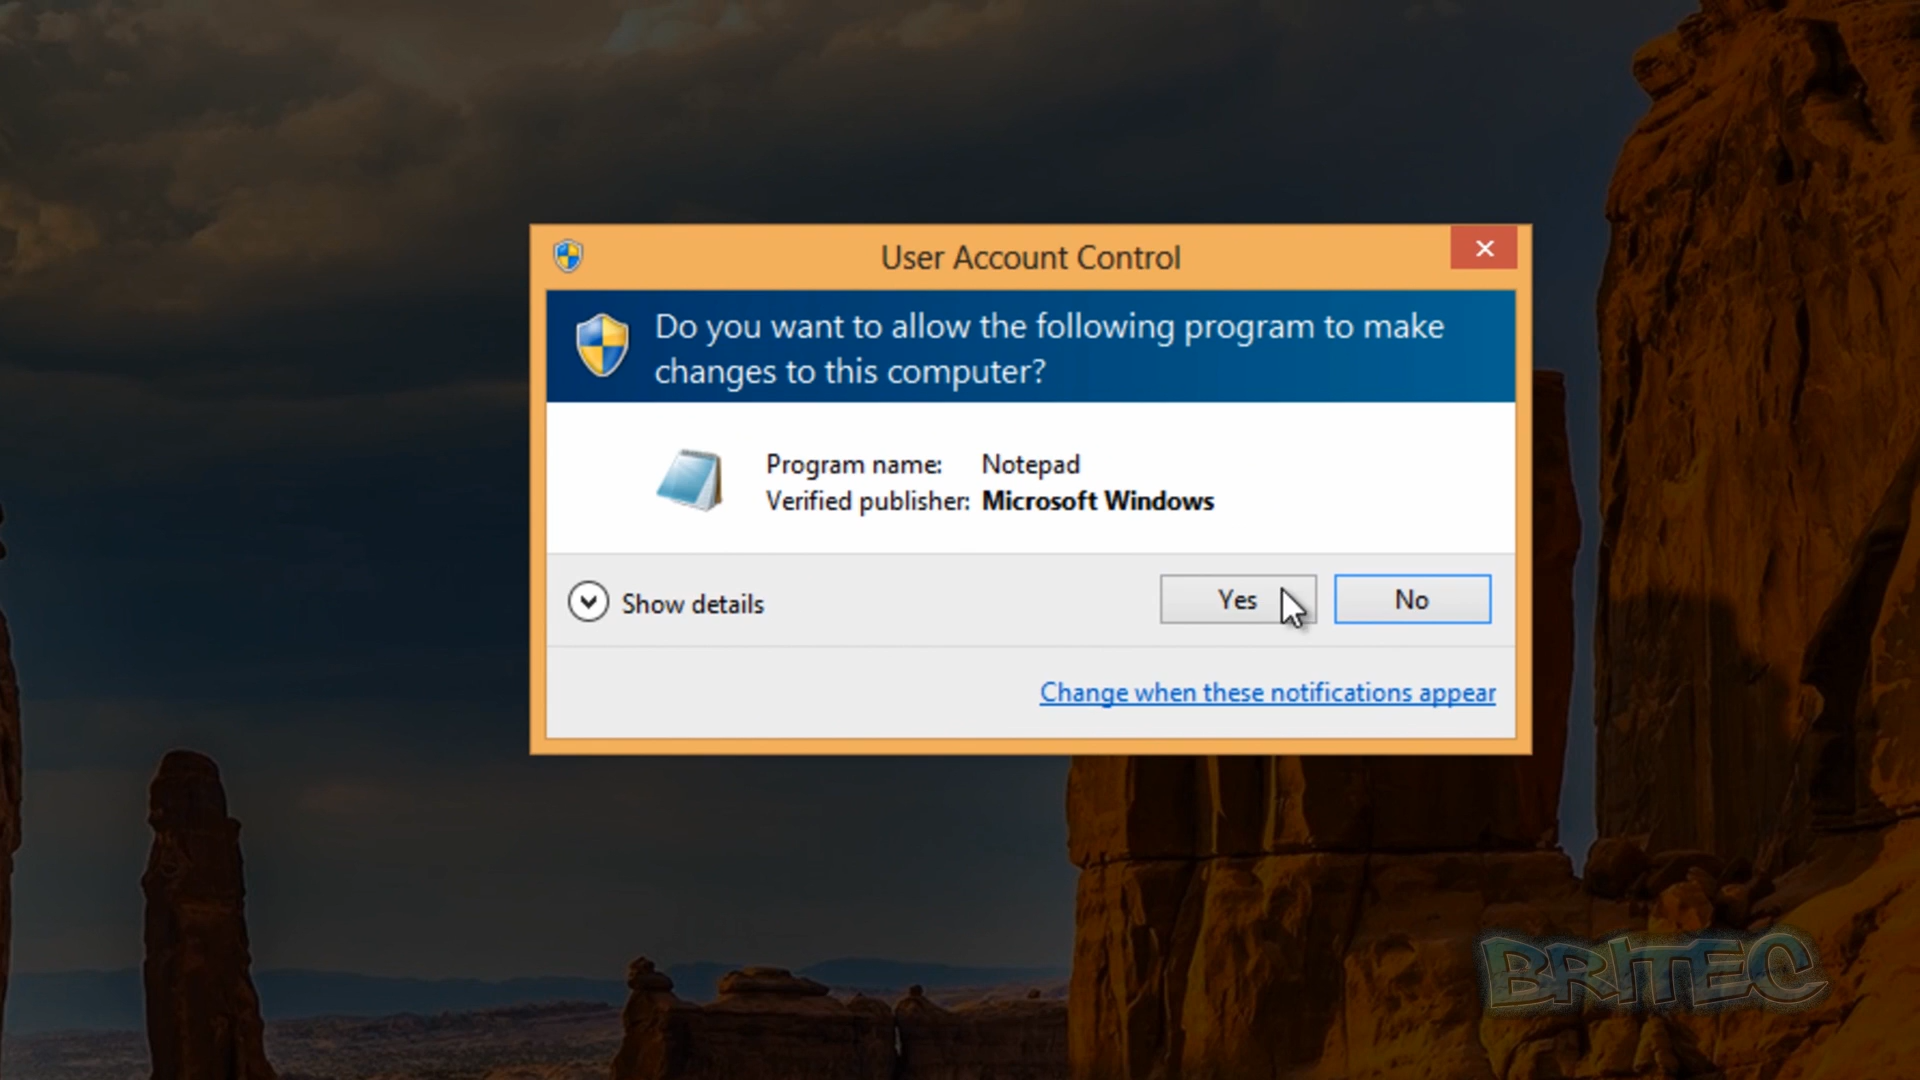 User Account Control
Do you want to allow the following program to make
changes to this computer?
Program name: Notepad
Verified publisher: Microsoft Windows
Show details
Yes
No
Change when these notifications appear
BRITEC